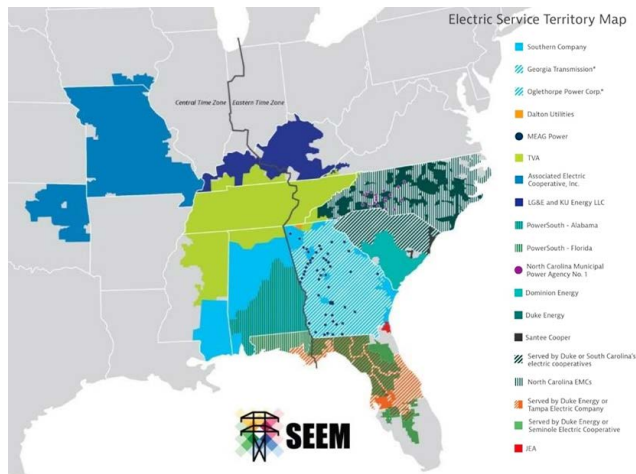 Electric Service Territory Map
Southern Company
Georgia Transmission*
Oglethorpe Power Corp.*
Dalton Utilities
MEAG Power
TVA
Associated Electric
Cooperative, Inc.
LG&E and KU Energy LLC
PowerSouth - Alabama
PowerSouth - Florida
North Carolina Municipal
Power Agency No. 1
Dominion Energy
Duke Energy
Santee Cooper
Served by Duke or South Carolina's
electric cooperatives
North Carolina EMCs
Served by Duke Energy or
Tampa Electric Company
Served by Duke Energy or
Seminole Electric Cooperative
JEA
Central Time Zone
Eastern Time Zone
SEEM